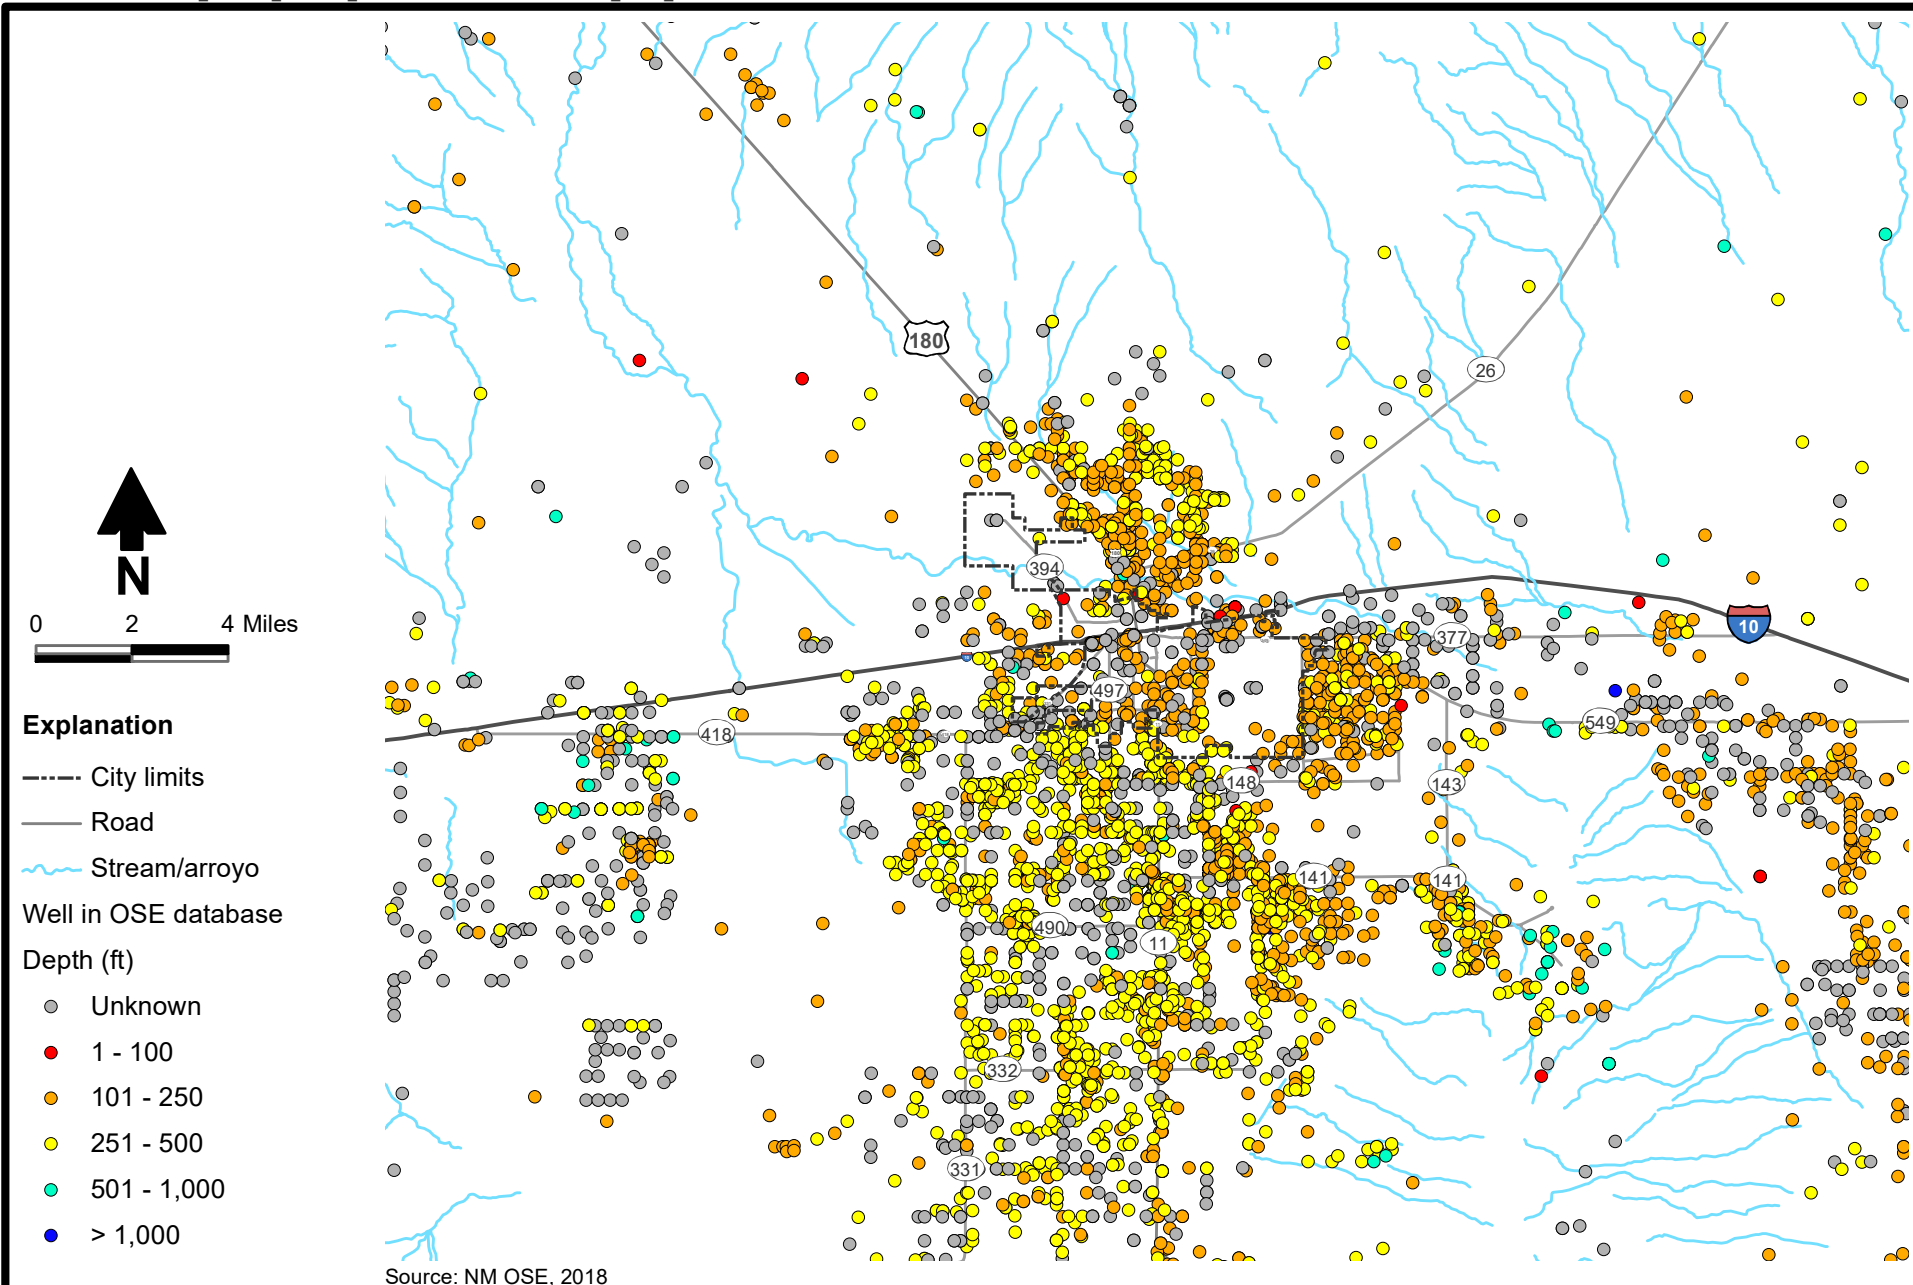 180
26
394
10
377
497
549
418
148
143
141
141
490
11
332
331
N
0 2 4 Miles
Explanation
City limits
Road
Stream/arroyo
Well in OSE database
Depth (ft)
Unknown
1 - 100
101 - 250
251 - 500
501 - 1,000
> 1,000
Source: NM OSE, 2018